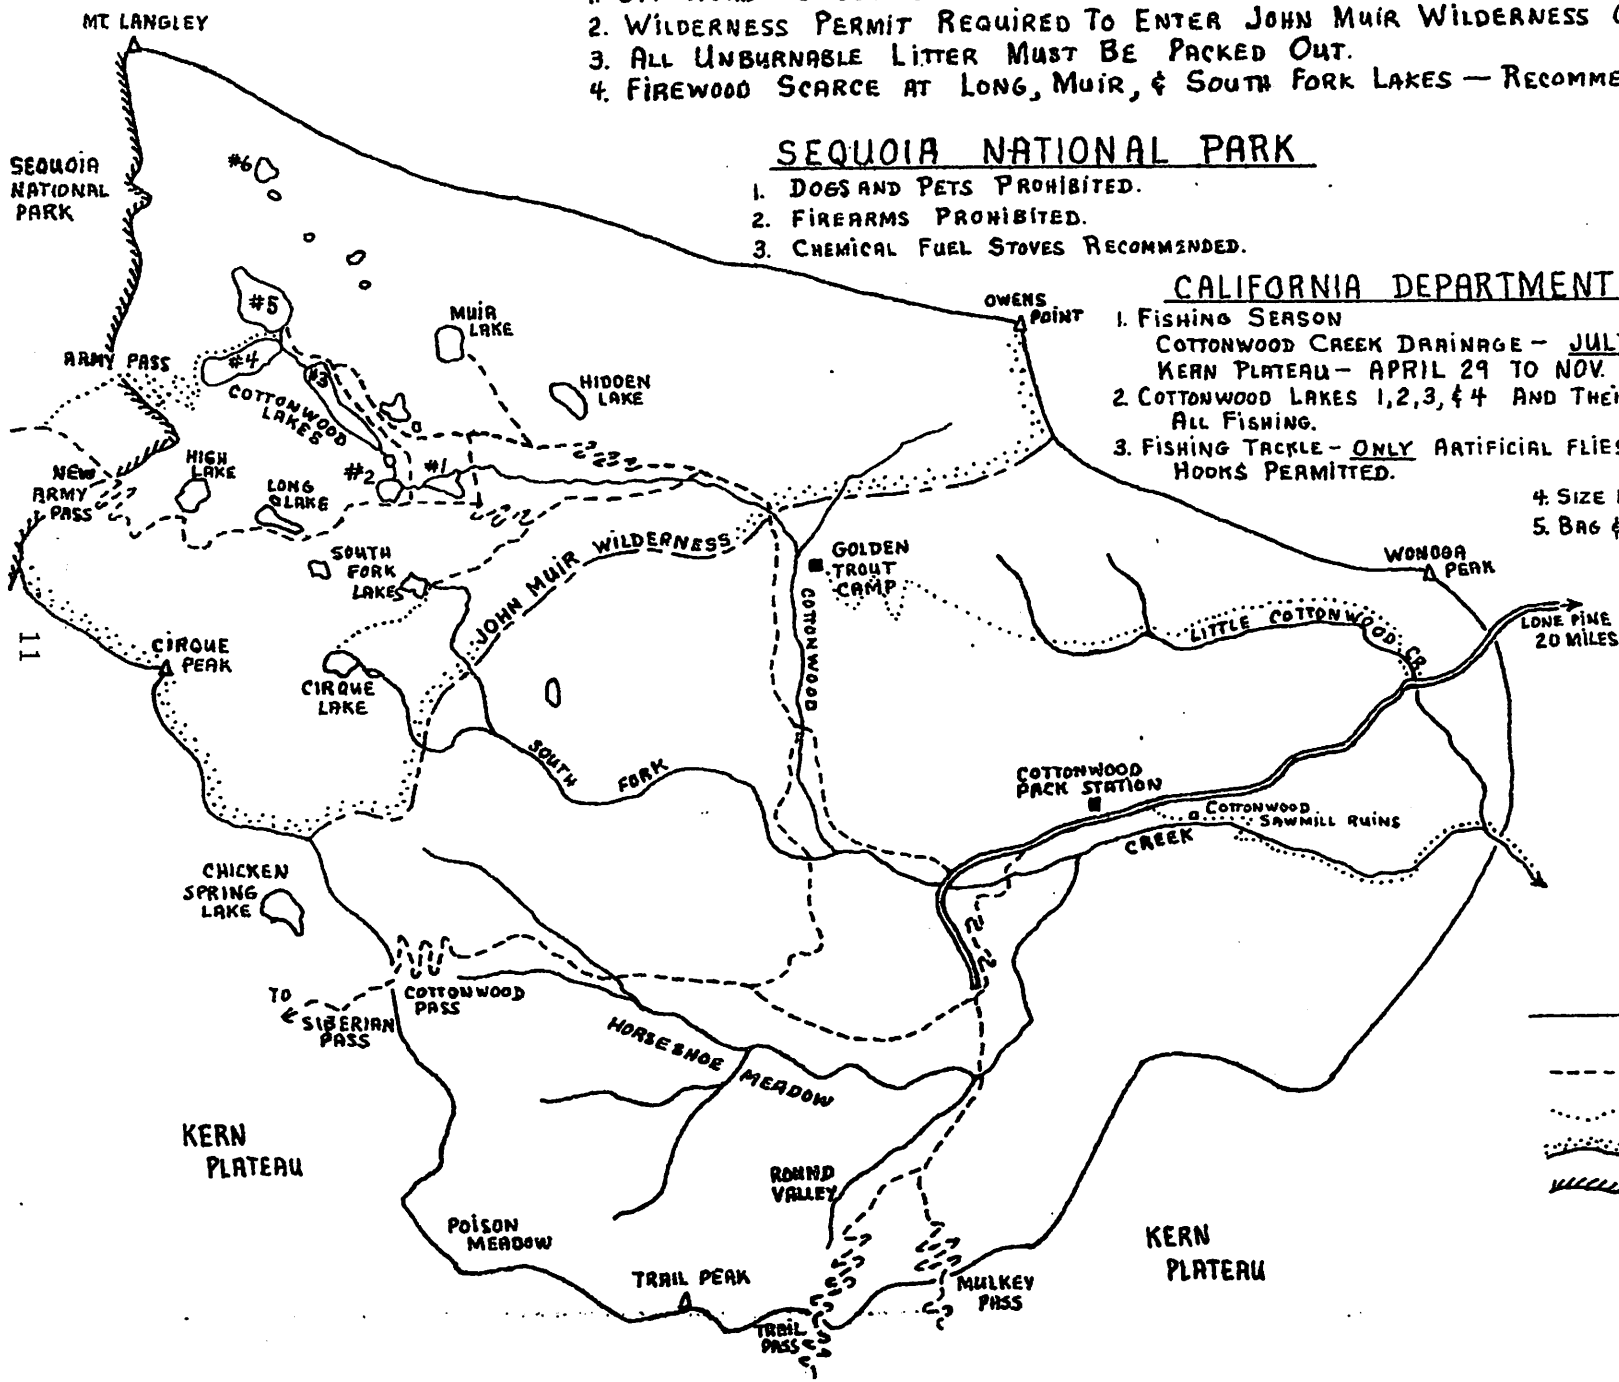 2. WILDERNESS PERMIT REQUIRED TO ENTER JOHN MUIR WILDERNESS
3. ALL UNBURNABLE LITTER MUST BE PACKED OUT.
4. FIREWOOD SCARCE AT LONG, MUIR, & SOUTH FORK LAKES — RECOMME
SEQUOIA NATIONAL PARK
1. DOGS AND PETS PROHIBITED.
2. FIREARMS PROHIBITED.
3. CHEMICAL FUEL STOVES RECOMMENDED.
CALIFORNIA DEPARTMENT
1. FISHING SEASON
COTTONWOOD CREEK DRAINAGE - JUL
KERN PLATEAU - APRIL 29 TO NOV.
2. COTTONWOOD LAKES 1,2,3,& 4 AND THEI
ALL FISHING.
3. FISHING TACKLE - ONLY ARTIFICIAL FLIES
HOOKS PERMITTED.
4. SIZE
5. BAG &
MT. LANGLEY
SEQUOIA
NATIONAL
PARK
#6
#5
#4
#3
COTTONWOOD
LAKES
#2
#1
MUIR
LAKE
HIDDEN
LAKE
OWENS
POINT
ARMY PASS
NEW
ARMY
PASS
HIGH
LAKE
LONG
LAKE
SOUTH
FORK
LAKES
JOHN MUIR WILDERNESS
GOLDEN
TROUT
CAMP
COTTONWOOD
WONOGA
PEAK
LITTLE COTTONWOOD CR.
LONE PINE
20 MILES
11
CIRQUE
PEAK
CIRQUE
LAKE
SOUTH FORK
COTTONWOOD
PACK STATION
COTTONWOOD
SAWMILL RUINS
CREEK
CHICKEN
SPRING
LAKE
TO
SIBERIAN
PASS
COTTONWOOD
PASS
HORSESHOE MEADOW
KERN
PLATEAU
ROUND
VALLEY
POISON
MEADOW
TRAIL PEAK
TRAIL
PASS
MULKEY
PASS
KERN
PLATEAU